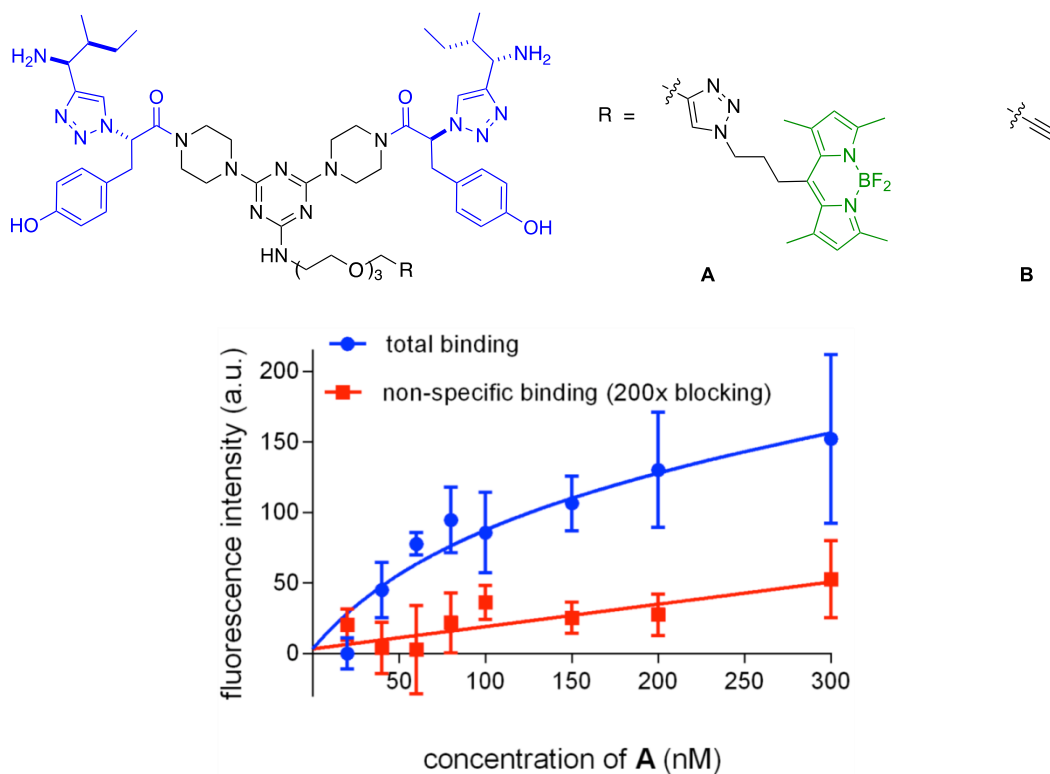 H₂N
NH₂
O
O
N
N
N
N
N
N
N
N
N
N
N
N
N
HO
OH
HN
(
O
)₃
R
R =
N
N
N
N
BF₂
N
A
B
total binding
non-specific binding (200x blocking)
fluorescence intensity (a.u.)
200
150
100
50
0
50
100
150
200
250
300
concentration of A (nM)